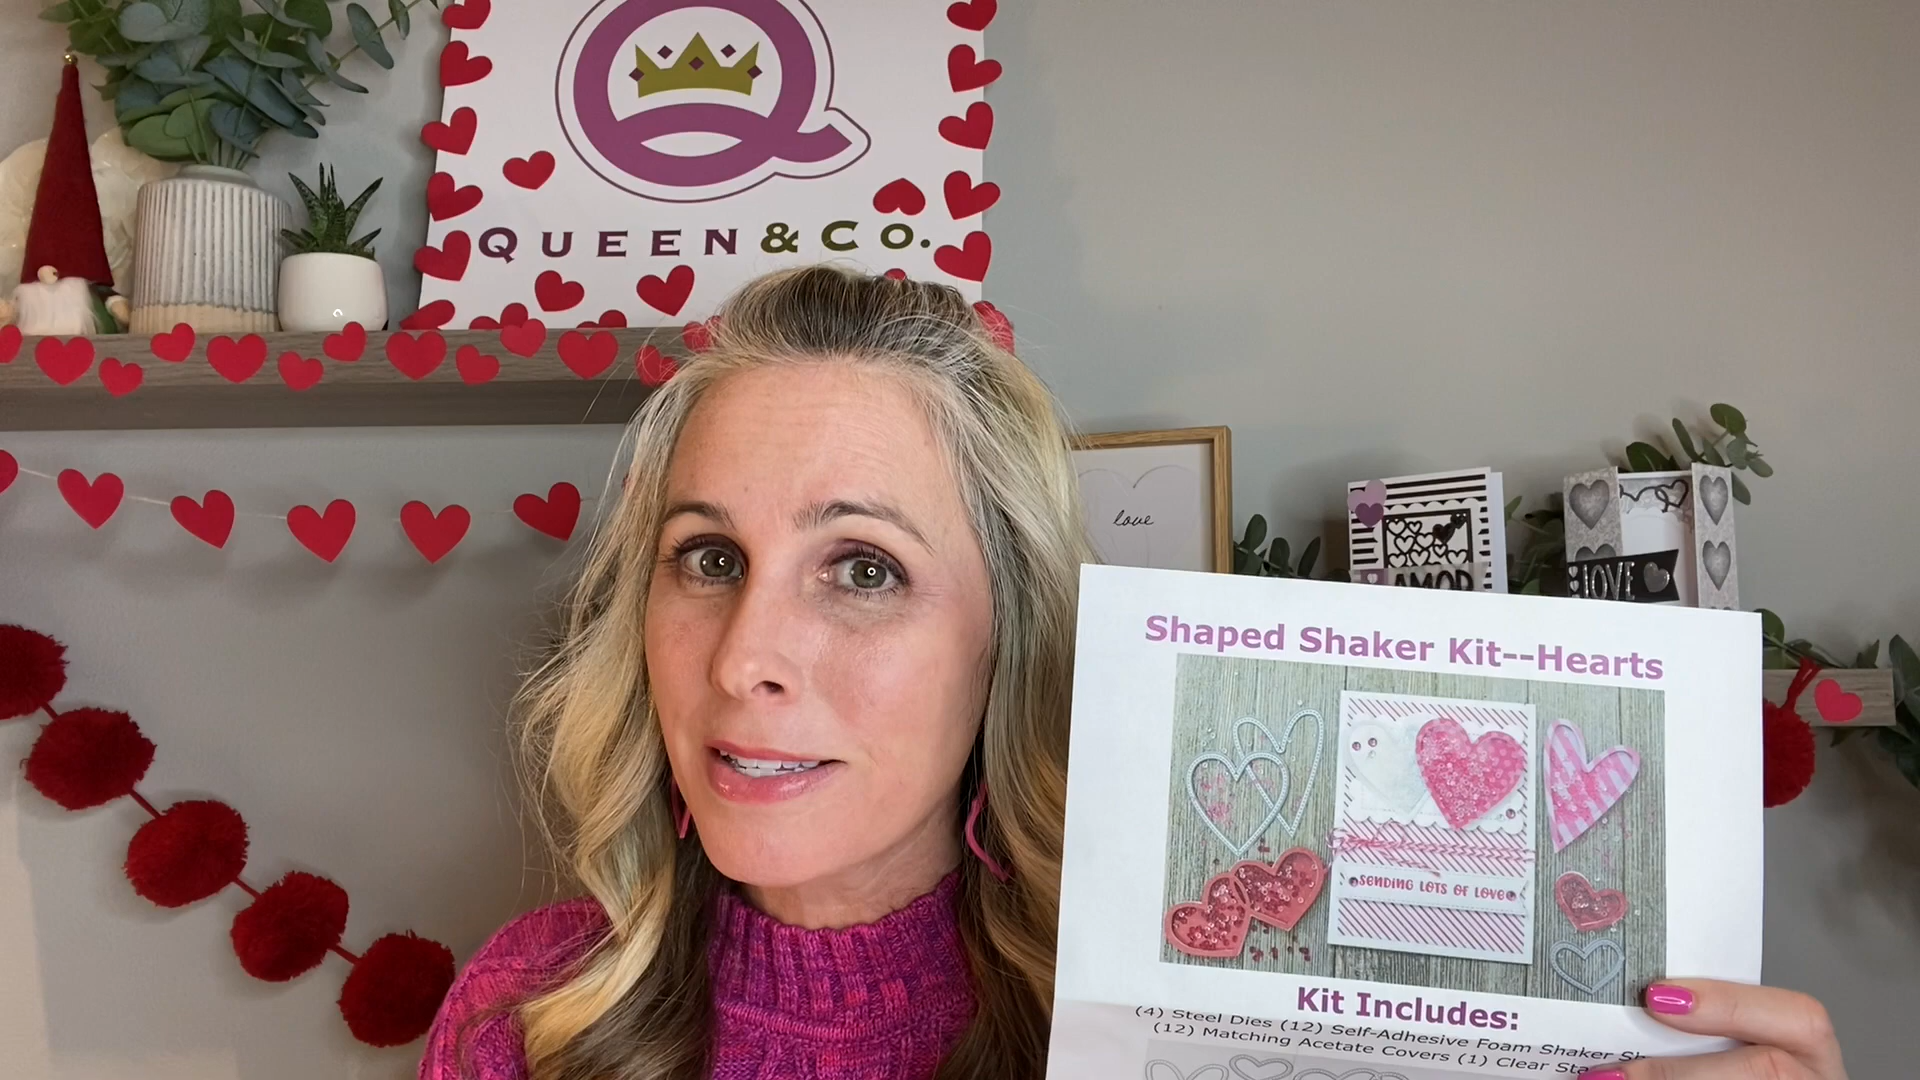 QUEEN & Co.
love
AMOR
LOVE
Shaped Shaker Kit--Hearts
SENDING LOTS OF LOVE
Kit Includes:
(4) Steel Dies (12) Self-Adhesive Foam Shaker
(12) Matching Acetate Covers (1) Clear